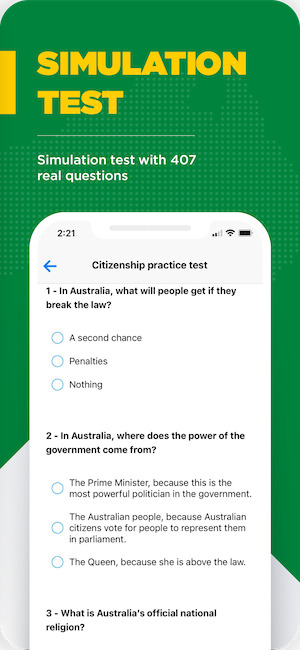 SIMULATION
TEST
Simulation test with 407
real questions
2:21
Citizenship practice test
1 - In Australia, what will people get if they
break the law?
A second chance
Penalties
Nothing
2 - In Australia, where does the power of the
government come from?
The Prime Minister, because this is the
most powerful politician in the government.
The Australian people, because Australian
citizens vote for people to represent them
in parliament.
The Queen, because she is above the law.
3 - What is Australia's official national
religion?